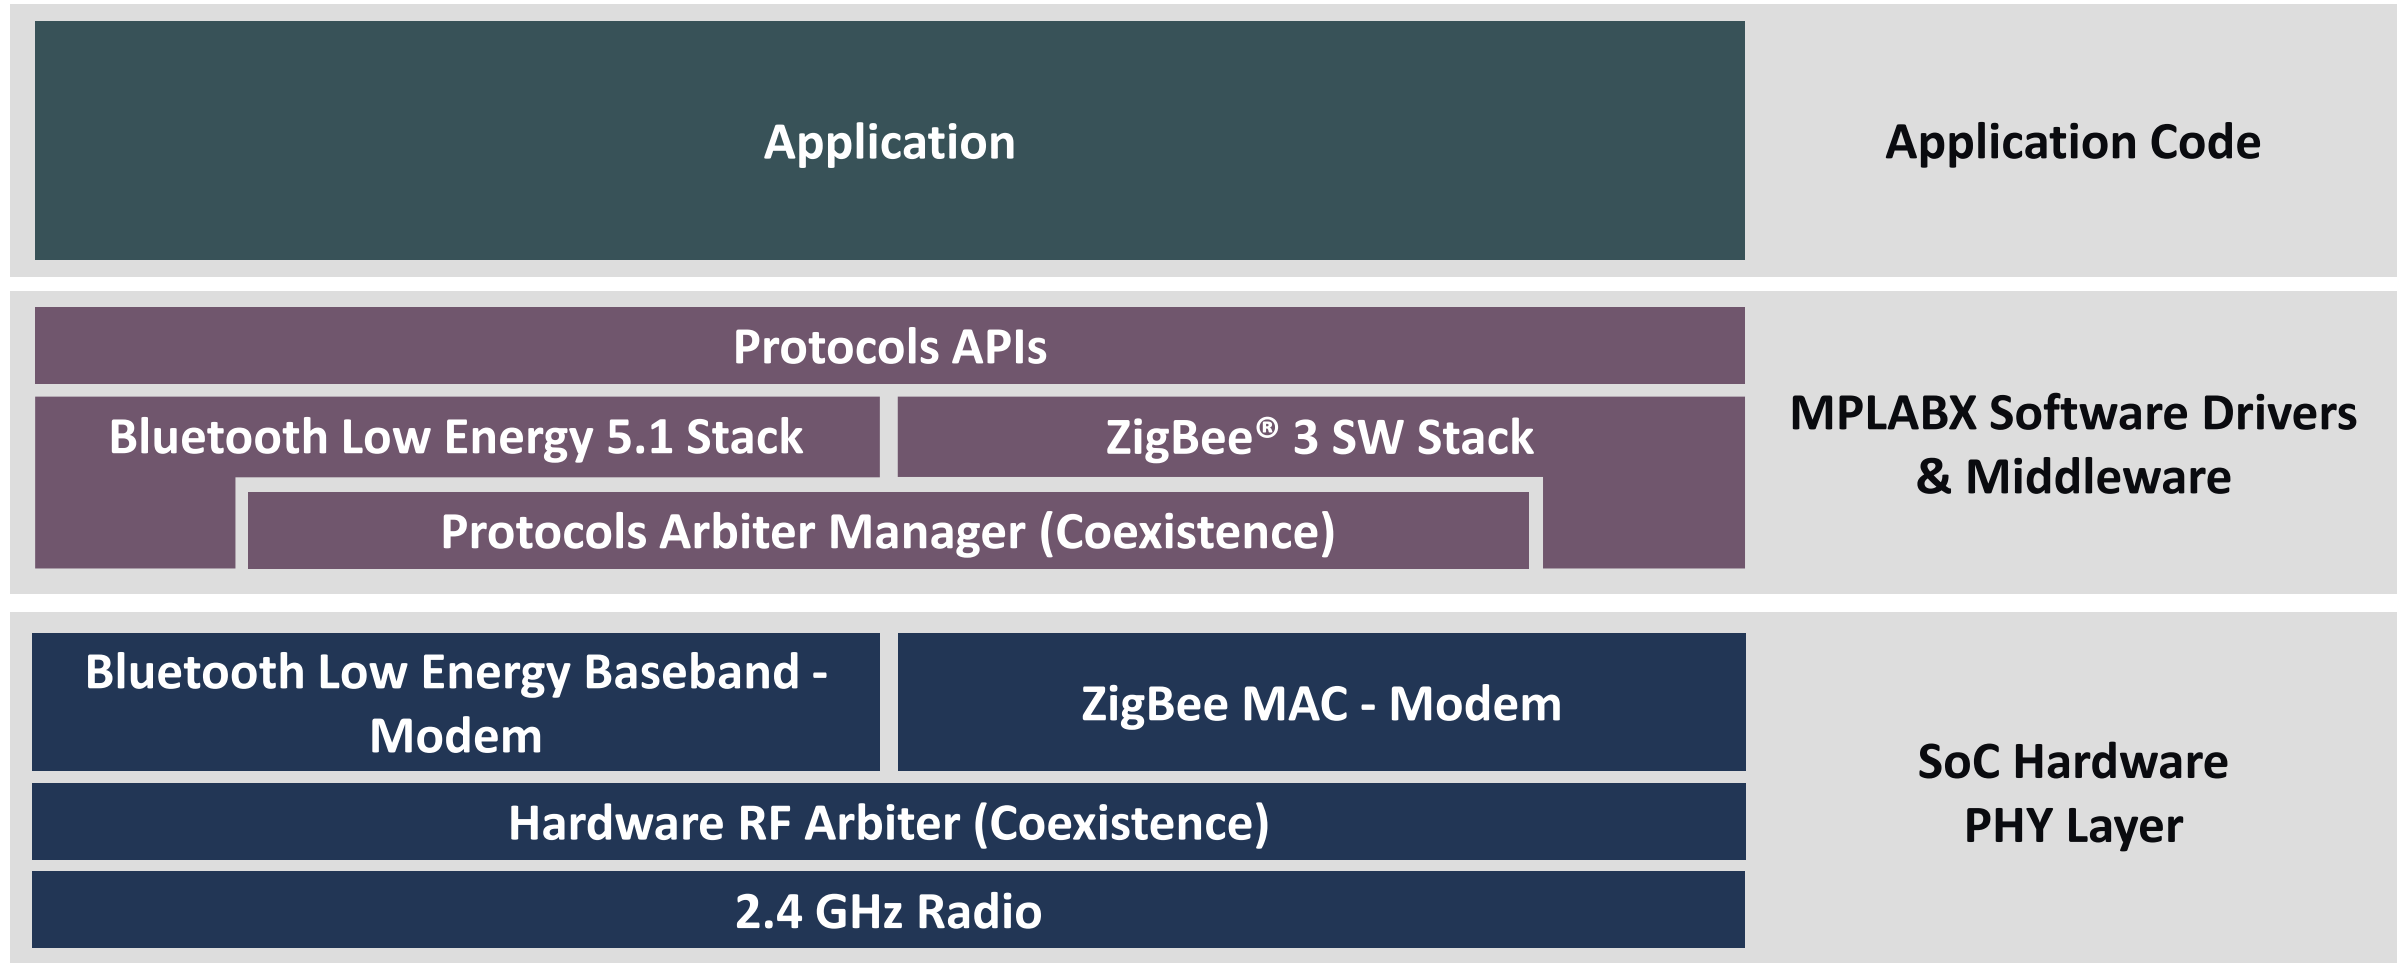 Application
Application Code
Protocols APIs
Bluetooth Low Energy 5.1 Stack
ZigBee® 3 SW Stack
Protocols Arbiter Manager (Coexistence)
MPLABX Software Drivers
& Middleware
Bluetooth Low Energy Baseband -
Modem
ZigBee MAC - Modem
Hardware RF Arbiter (Coexistence)
2.4 GHz Radio
SoC Hardware
PHY Layer